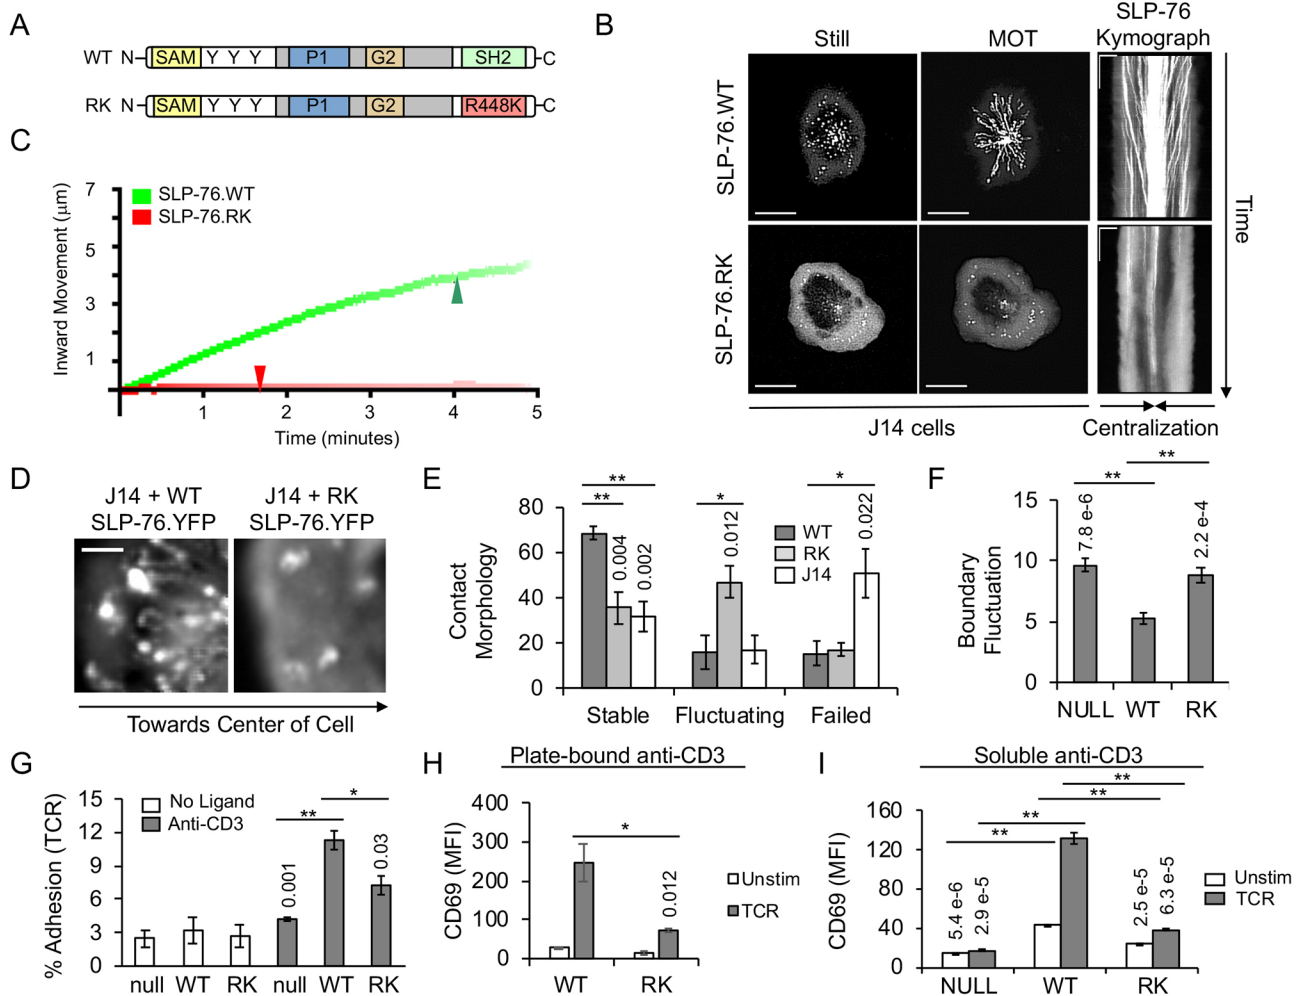 A
WT N- SAM Y Y Y P1 G2 SH2 -C
RK N- SAM Y Y Y P1 G2 R448K -C
B
Still
MOT
SLP-76
Kymograph
SLP-76.WT
SLP-76.RK
Time
J14 cells
Centralization
C
Inward Movement (μm)
7
5
3
1
SLP-76.WT
SLP-76.RK
1 2 3 4 5
Time (minutes)
D
J14 + WT
SLP-76.YFP
J14 + RK
SLP-76.YFP
Towards Center of Cell
E
Contact
Morphology
80
60
40
20
0
**
**
*
*
0.004
0.002
0.012
0.022
WT
RK
J14
Stable Fluctuating Failed
F
Boundary
Fluctuation
15
10
5
0
**
**
7.8 e-6
2.2 e-4
NULL WT RK
G
% Adhesion (TCR)
15
12
9
6
3
0
No Ligand
Anti-CD3
**
*
0.001
0.03
null WT RK null WT RK
H
Plate-bound anti-CD3
CD69 (MFI)
400
300
200
100
0
*
0.012
Unstim
TCR
WT RK
I
Soluble anti-CD3
CD69 (MFI)
160
120
80
40
0
**
**
**
**
5.4 e-6
2.9 e-5
2.5 e-5
6.3 e-5
Unstim
TCR
NULL WT RK